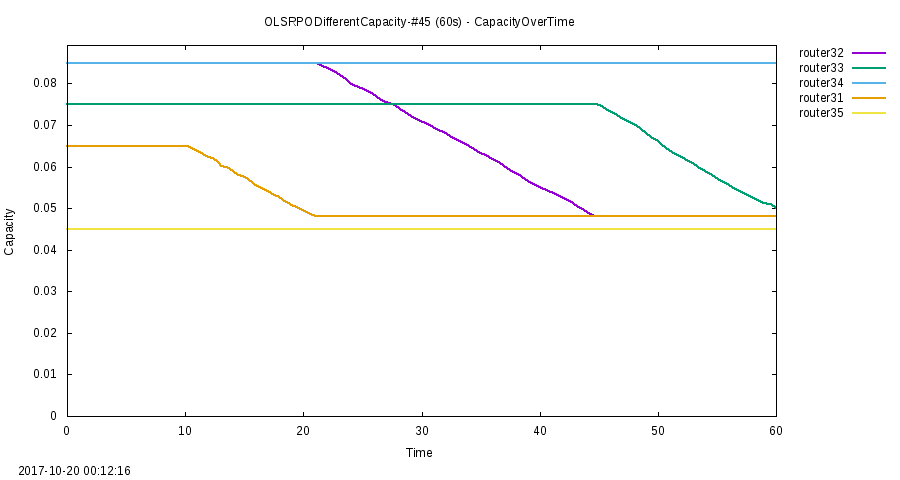 OLSRPODifferentCapacity-#45 (60s) - CapacityOverTime
router32
router33
router34
router31
router35
0.08
0.07
0.06
0.05
0.04
0.03
0.02
0.01
0
Capacity
0 10 20 30 40 50 60
Time
2017-10-20 00:12:16